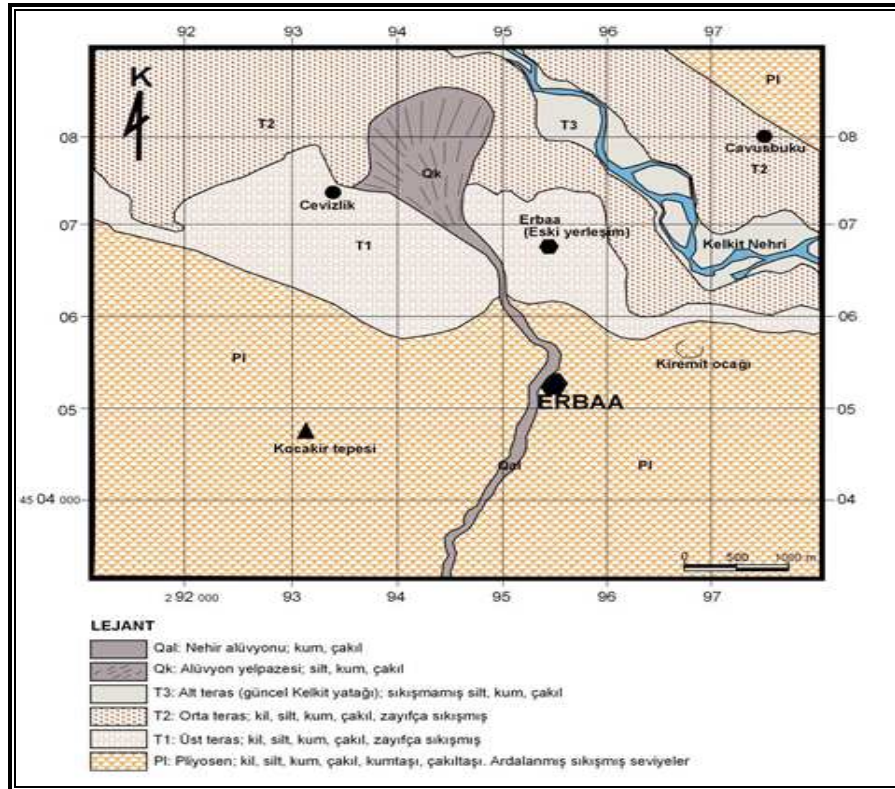 92 93 94 95 96 97
K
Pl
T2
08 T3 08
Cavusbuku
Qk T2
Cevizlik
07 Erbaa 07
(Eski yerleşim)
T1 Kelkit Nehri
06 06
Pl Kiremit ocağı
05 ERBAA 05
Kocakir tepesi
Qal Pl
45 04 000 04
0 500 1000 m
2 92 000 93 94 95 96 97
LEJANT
Qal: Nehir alüvyonu; kum, çakıl
Qk: Alüvyon yelpazesi; silt, kum, çakıl
T3: Alt teras (güncel Kelkit yatağı); sıkışmamış silt, kum, çakıl
T2: Orta teras; kil, silt, kum, çakıl, zayıfça sıkışmış
T1: Üst teras; kil, silt, kum, çakıl, zayıfça sıkışmış
Pl: Pliyosen; kil, silt, kum, çakıl, kumtaşı, çakıltaşı. Ardalanmış sıkışmış seviyeler